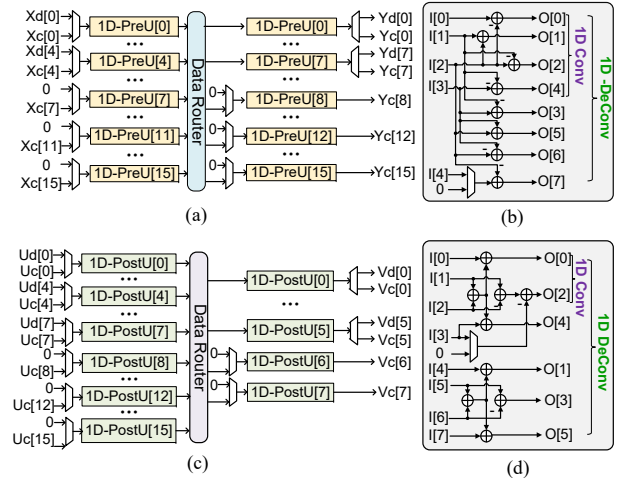 Xd[0]
Xc[0]
1D-PreU[0]
1D-PreU[0]
Yd[0]
Yc[0]
Xd[4]
Xc[4]
1D-PreU[4]
1D-PreU[7]
Yd[7]
Yc[7]
0
Xc[7]
1D-PreU[7]
0
1D-PreU[8]
Yc[8]
0
Xc[11]
1D-PreU[11]
0
1D-PreU[12]
Yc[12]
0
Xc[15]
1D-PreU[15]
0
1D-PreU[15]
Yc[15]
Data Router
(a)
I[0]
I[1]
I[2]
I[3]
I[4]
0
O[0]
O[1]
O[2]
O[4]
O[3]
O[5]
O[6]
O[7]
1D Conv
1D -DeConv
(b)
Ud[0]
Uc[0]
1D-PostU[0]
Ud[4]
Uc[4]
1D-PostU[4]
Ud[7]
Uc[7]
1D-PostU[7]
0
Uc[8]
1D-PostU[8]
0
Uc[12]
1D-PostU[12]
0
Uc[15]
1D-PostU[15]
Data Router
1D-PostU[0]
Vd[0]
Vc[0]
1D-PostU[5]
Vd[5]
Vc[5]
0
1D-PostU[6]
Vc[6]
0
1D-PostU[7]
Vc[7]
(c)
I[0]
I[1]
I[2]
I[3]
0
I[4]
I[5]
I[6]
I[7]
O[0]
O[2]
O[4]
O[1]
O[3]
O[5]
1D Conv
1D DeConv
(d)